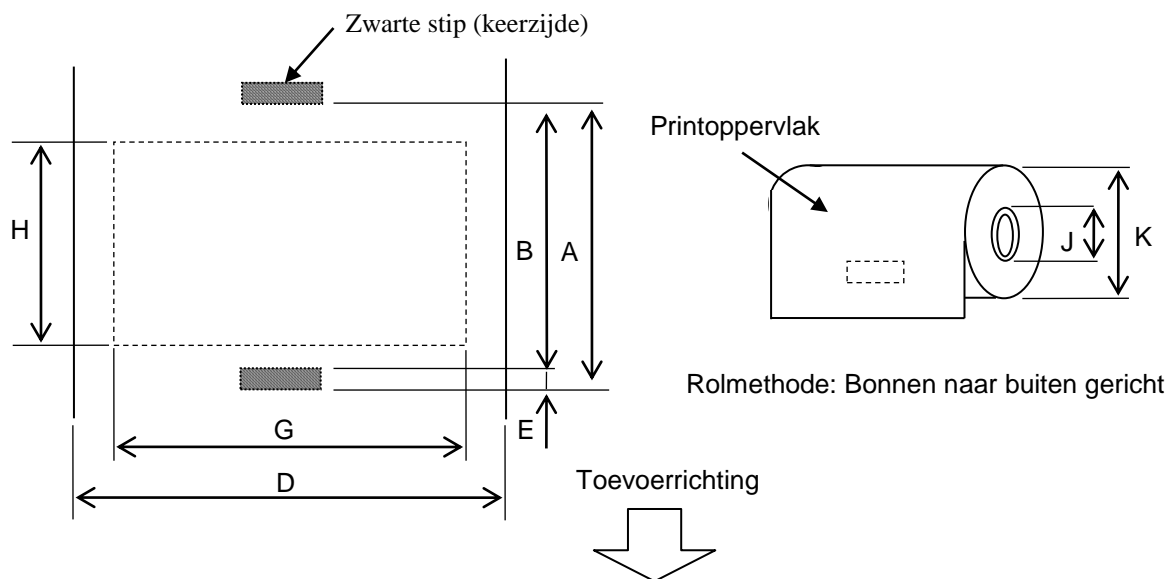 Zwarte stip (keerzijde)
Printoppervlak
H
B
A
J
K
Rolmethode: Bonnen naar buiten gericht
G
E
D
Toevoerrichting